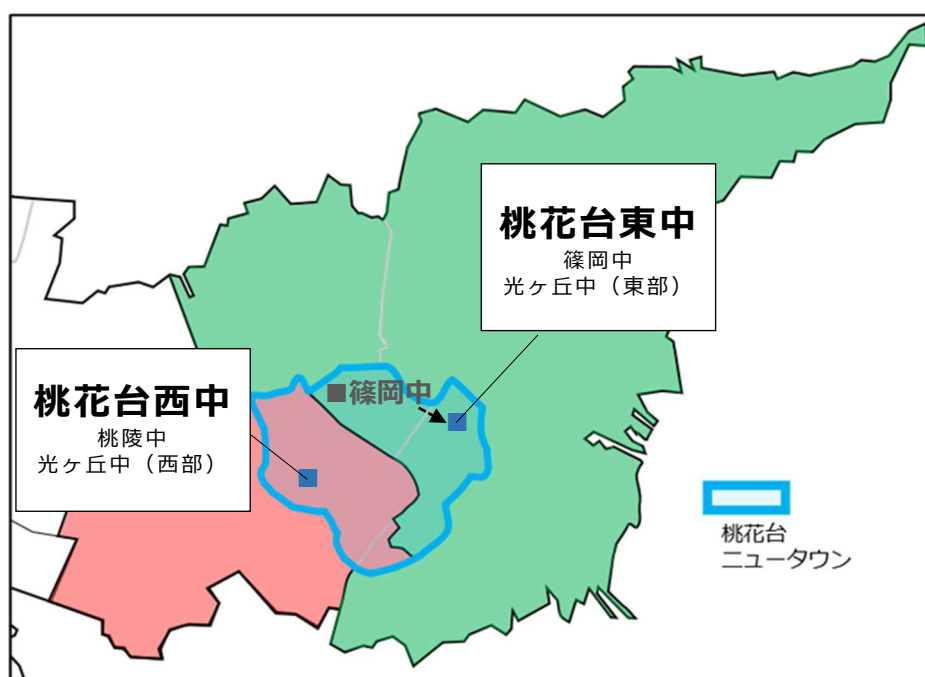 桃花台東中
篠岡中
光ヶ丘中（東部）
桃花台西中
桃陵中
光ヶ丘中（西部）
■篠岡中
桃花台
ニュータウン